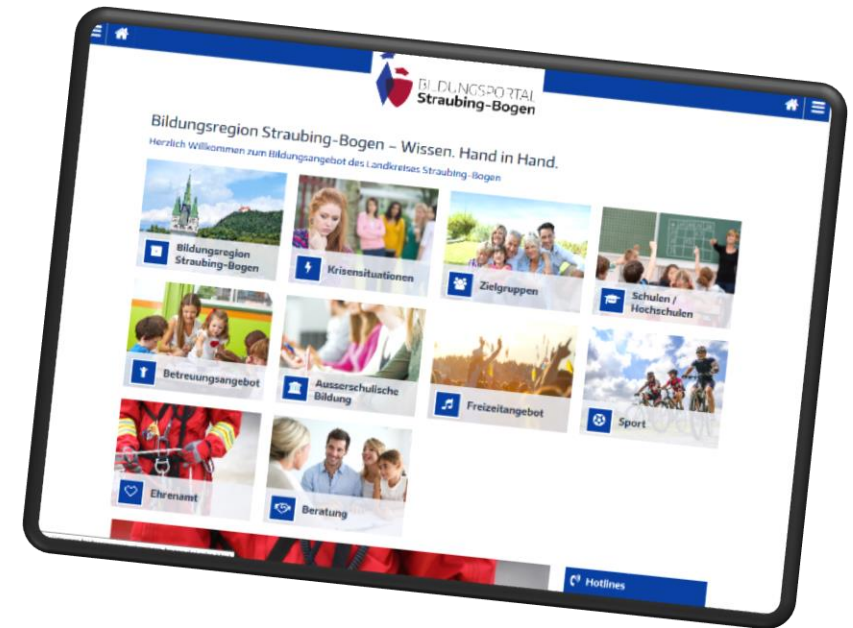 BILDUNGSPORTAL
Straubing-Bogen
Bildungsregion Straubing-Bogen – Wissen. Hand in Hand.
Herzlich Willkommen zum Bildungsangebot des Landkreises Straubing-Bogen
Bildungsregion
Straubing-Bogen
Krisensituationen
Zielgruppen
Schulen /
Hochschulen
Betreuungsangebot
Ausserschulische
Bildung
Freizeitangebot
Sport
Ehrenamt
Beratung
Hotlines